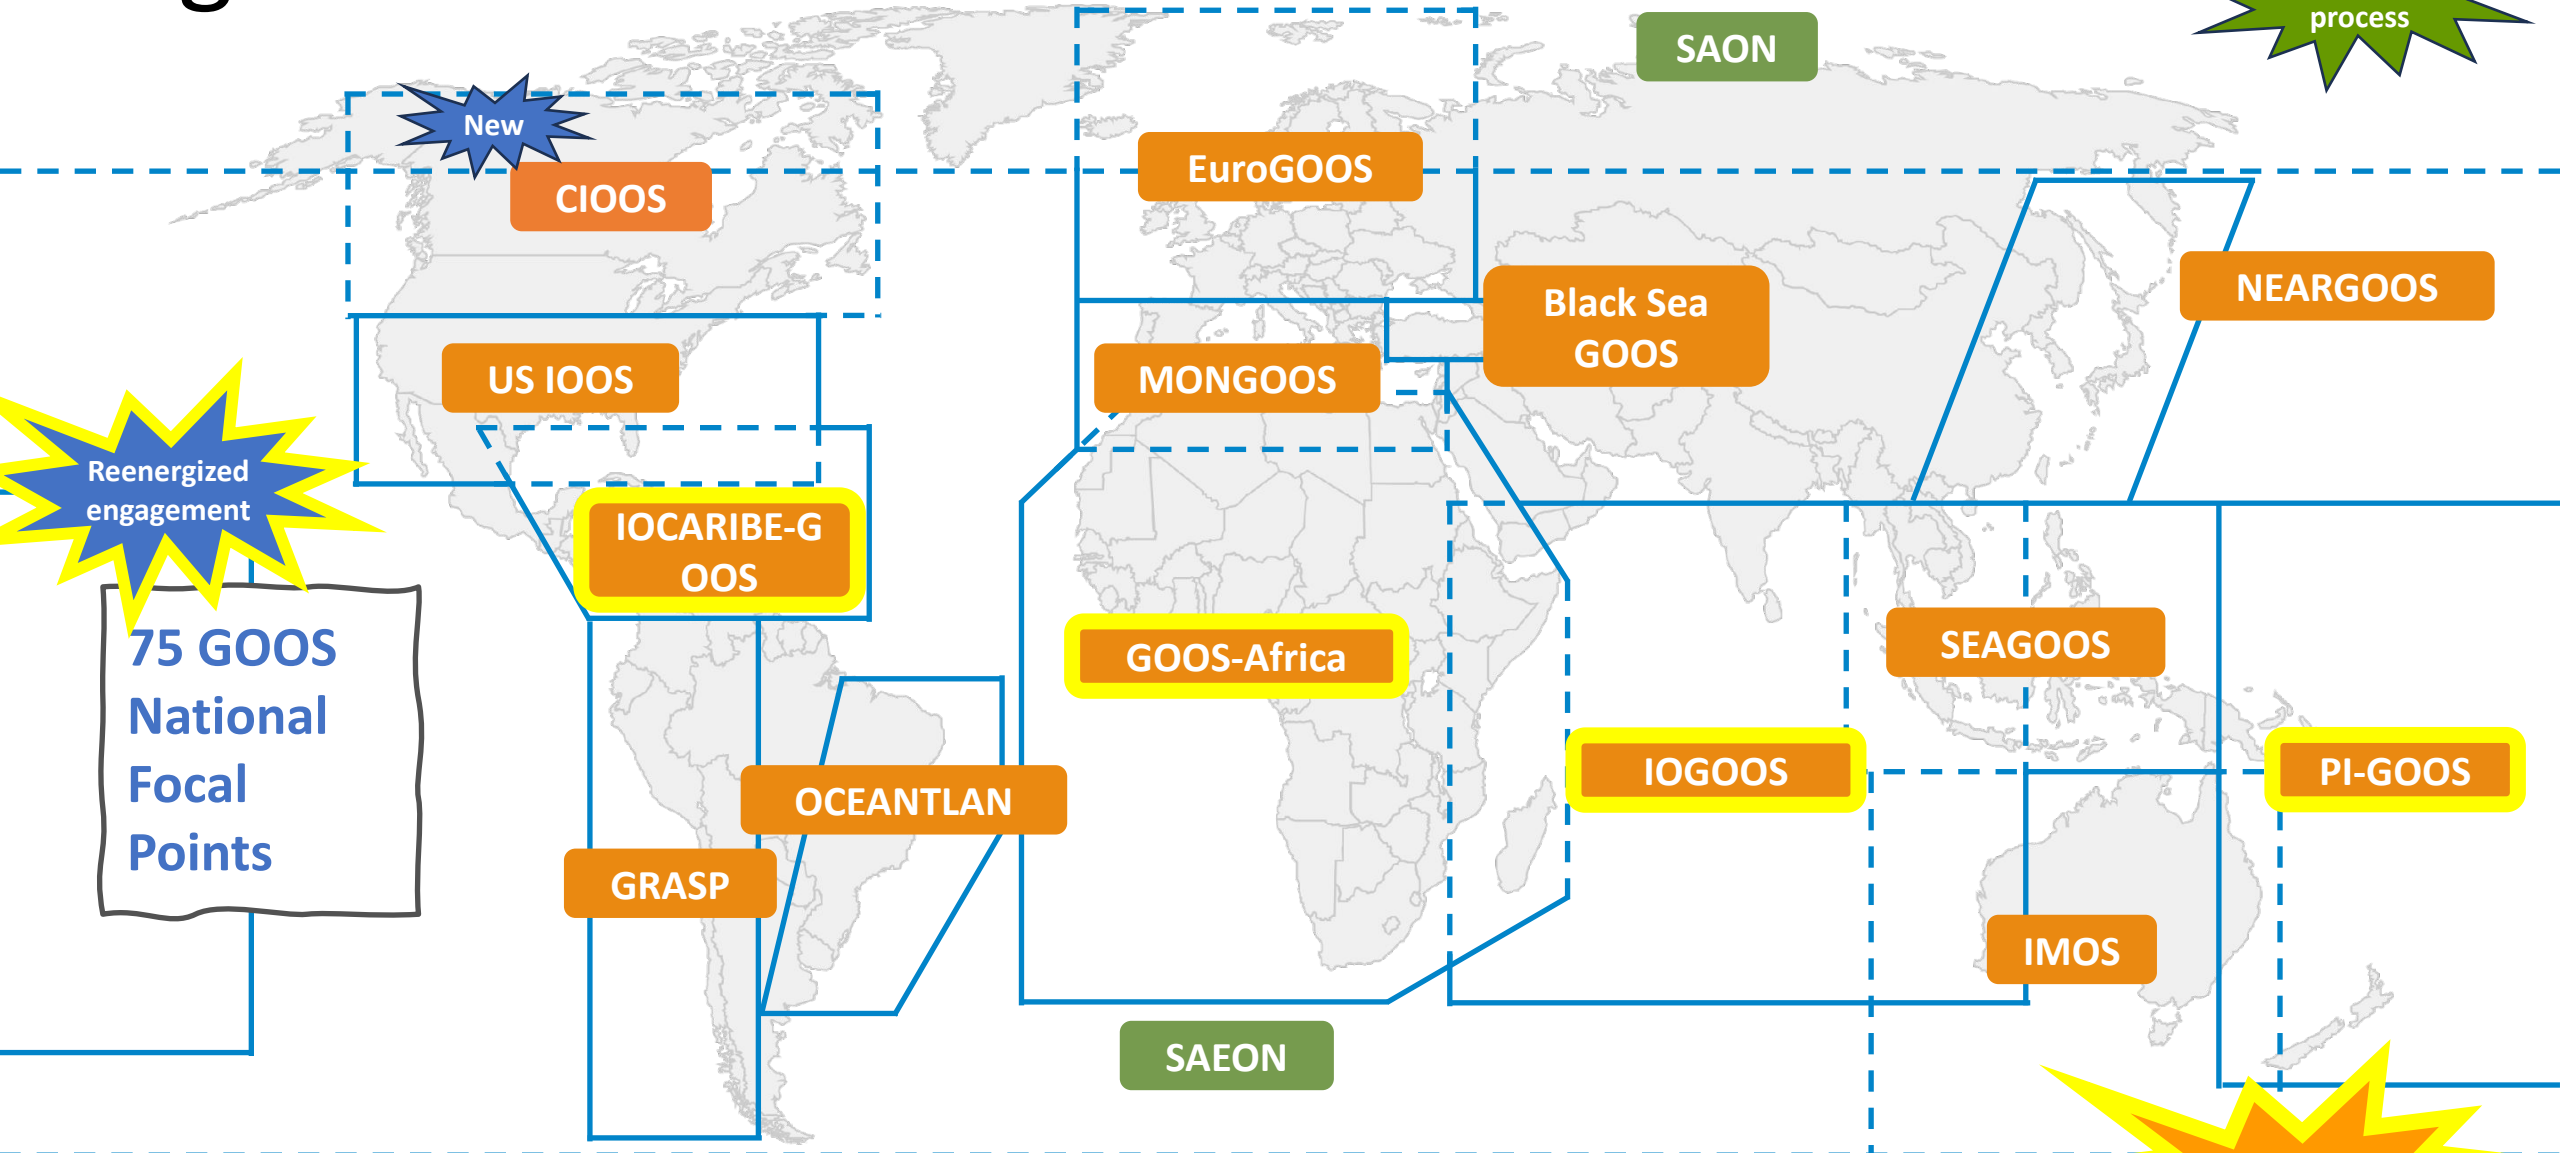 process
SAON
New
EuroGOOS
CIOOS
NEARGOOS
Black Sea
GOOS
US IOOS
MONGOOS
Reenergized
engagement
IOCARIBE-G
OOS
75 GOOS
National
Focal
Points
GOOS-Africa
SEAGOOS
IOGOOS
PI-GOOS
OCEANTLAN
GRASP
IMOS
SAEON